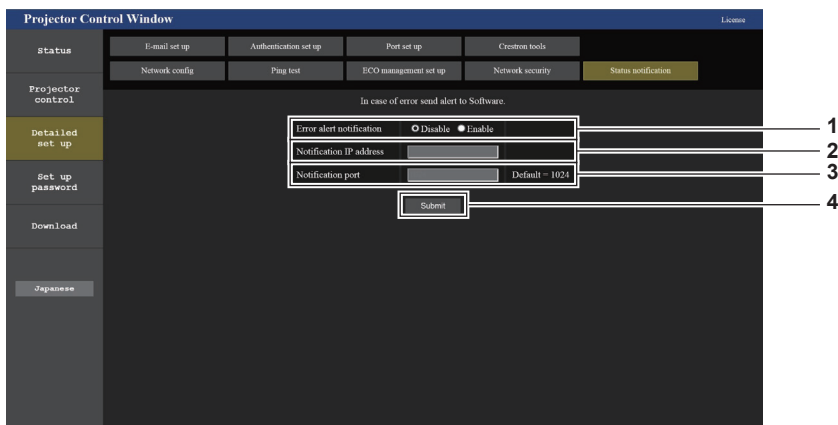 Projector Control Window
License
Status
E-mail set up
Authentication set up
Port set up
Crestron tools
Network config
Ping test
ECO management set up
Network security
Status notification
Projector
control
Detailed
set up
Set up
password
Download
Japanese
In case of error send alert to Software.
Error alert notification Disable Enable
1
Notification IP address
2
Notification port Default = 1024
3
Submit
4